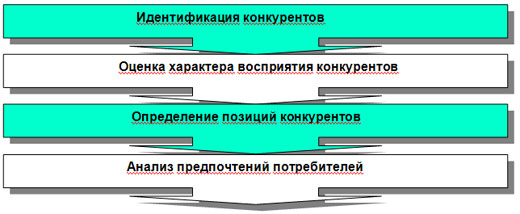 Идентификация конкурентов
Оценка характера восприятия конкурентов
Определение позиций конкурентов
Анализ предпочтений потребителей